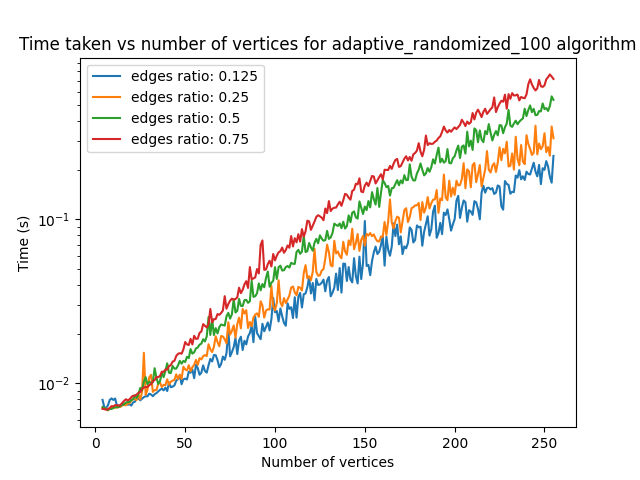 Time taken vs number of vertices for adaptive_randomized_100 algorithm
edges ratio: 0.125
edges ratio: 0.25
edges ratio: 0.5
edges ratio: 0.75
Time (s)
10⁻¹
10⁻²
0 50 100 150 200 250
Number of vertices